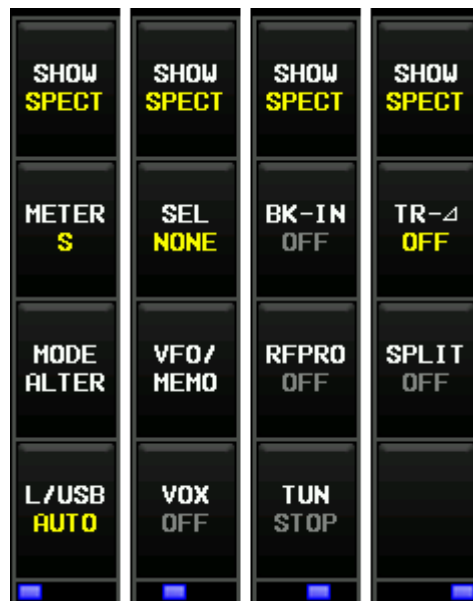 SHOW
SPECT
METER
S
MODE
ALTER
L/USB
AUTO
SHOW
SPECT
SEL
NONE
VFO/
MEMO
VOX
OFF
SHOW
SPECT
BK-IN
OFF
RFPRO
OFF
TUN
STOP
SHOW
SPECT
TR-⊿
OFF
SPLIT
OFF